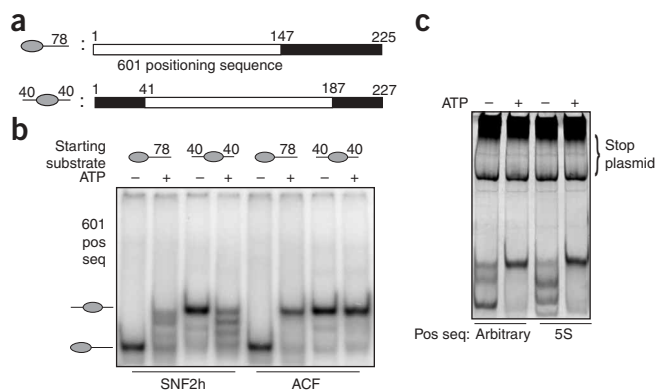 a
78 : 1 147 225
601 positioning sequence
40 40 : 1 41 187 227
b
Starting substrate 78 40 40 78 40 40
ATP – + – + – + – +
601
pos
seq
SNF2h ACF
c
ATP – + – +
Stop
plasmid
Pos seq: Arbitrary 5S